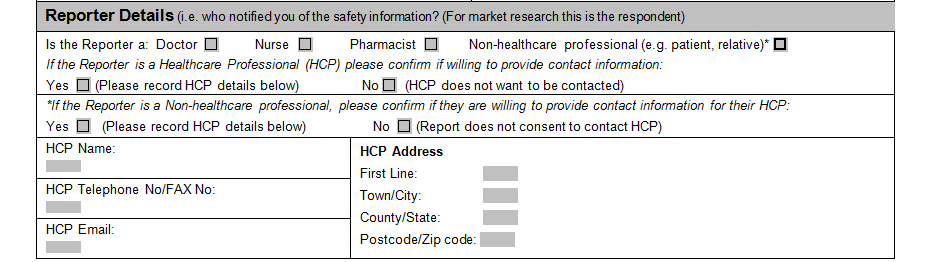 Reporter Details (i.e. who notified you of the safety information? (For market research this is the respondent)
Is the Reporter a: Doctor Nurse Pharmacist Non-healthcare professional (e.g. patient, relative)*
If the Reporter is a Healthcare Professional (HCP) please confirm if willing to provide contact information:
Yes (Please record HCP details below) No (HCP does not want to be contacted)
*If the Reporter is a Non-healthcare professional, please confirm if they are willing to provide contact information for their HCP:
Yes (Please record HCP details below) No (Report does not consent to contact HCP)
HCP Name:
HCP Telephone No/FAX No:
HCP Email:
HCP Address
First Line:
Town/City:
County/State:
Postcode/Zip code: